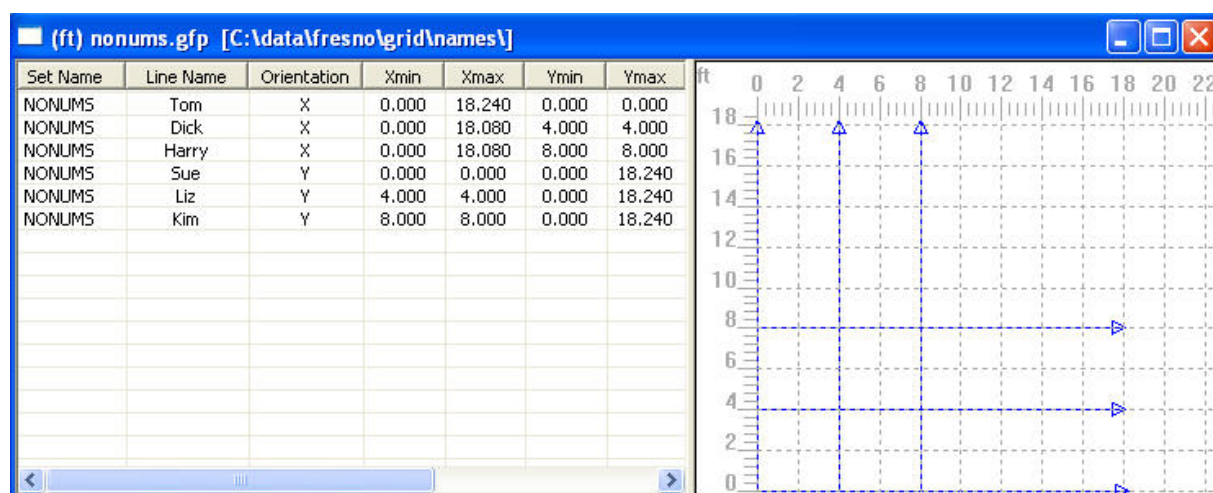 (ft) nonums.gfp [C:\data\fresno\grid\names\]
Set Name Line Name Orientation Xmin Xmax Ymin Ymax
NONUMS Tom X 0.000 18.240 0.000 0.000
NONUMS Dick X 0.000 18.080 4.000 4.000
NONUMS Harry X 0.000 18.080 8.000 8.000
NONUMS Sue Y 0.000 0.000 0.000 18.240
NONUMS Liz Y 4.000 4.000 0.000 18.240
NONUMS Kim Y 8.000 8.000 0.000 18.240
ft 0 2 4 6 8 10 12 14 16 18 20 22
18
16
14
12
10
8
6
4
2
0